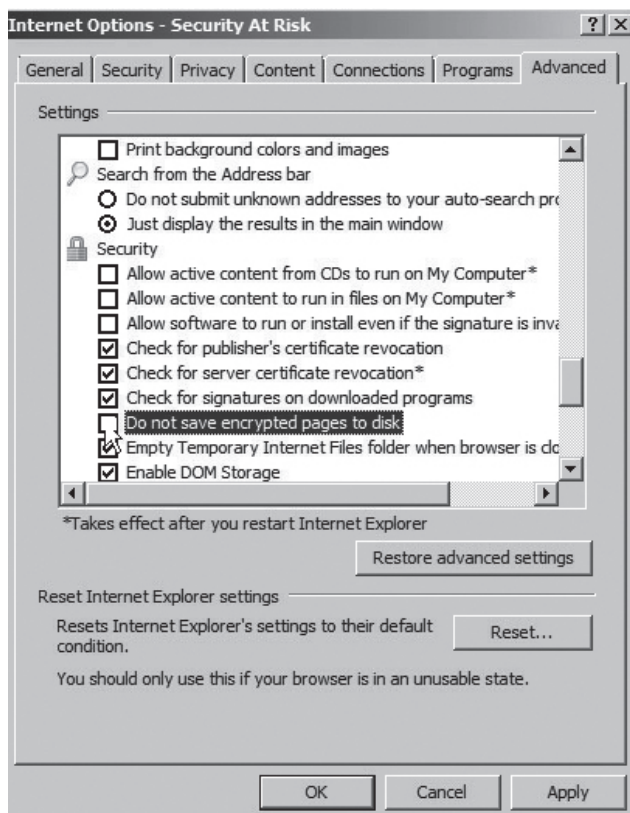 Internet Options - Security At Risk
General Security Privacy Content Connections Programs Advanced
Settings
Print background colors and images
Search from the Address bar
Do not submit unknown addresses to your auto-search pro
Just display the results in the main window
Security
Allow active content from CDs to run on My Computer*
Allow active content to run in files on My Computer*
Allow software to run or install even if the signature is inva
Check for publisher's certificate revocation
Check for server certificate revocation*
Check for signatures on downloaded programs
Do not save encrypted pages to disk
Empty Temporary Internet Files folder when browser is clo
Enable DOM Storage
*Takes effect after you restart Internet Explorer
Restore advanced settings
Reset Internet Explorer settings
Resets Internet Explorer's settings to their default
condition.
Reset...
You should only use this if your browser is in an unusable state.
OK Cancel Apply